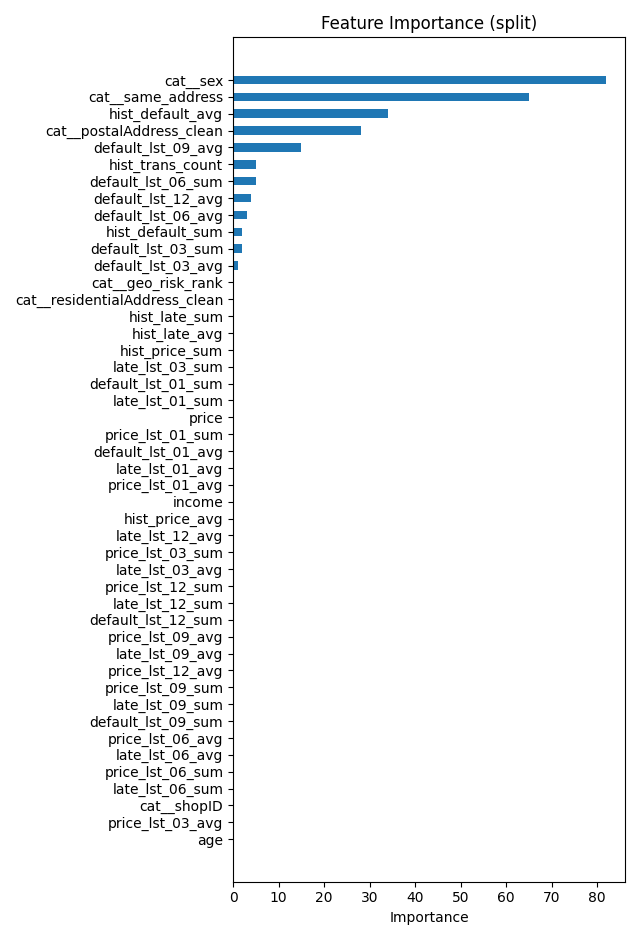 Feature Importance (split)
cat__sex
cat__same_address
hist_default_avg
cat__postalAddress_clean
default_lst_09_avg
hist_trans_count
default_lst_06_sum
default_lst_12_avg
default_lst_06_avg
hist_default_sum
default_lst_03_sum
default_lst_03_avg
cat__geo_risk_rank
cat__residentialAddress_clean
hist_late_sum
hist_late_avg
hist_price_sum
late_lst_03_sum
default_lst_01_sum
late_lst_01_sum
price
price_lst_01_sum
default_lst_01_avg
late_lst_01_avg
price_lst_01_avg
income
hist_price_avg
late_lst_12_avg
price_lst_03_sum
late_lst_03_avg
price_lst_12_sum
late_lst_12_sum
default_lst_12_sum
price_lst_09_avg
late_lst_09_avg
price_lst_12_avg
price_lst_09_sum
late_lst_09_sum
default_lst_09_sum
price_lst_06_avg
late_lst_06_avg
price_lst_06_sum
late_lst_06_sum
cat__shopID
price_lst_03_avg
age
0 10 20 30 40 50 60 70 80
Importance